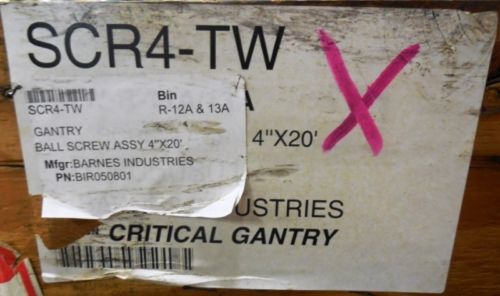 SCR4-TW
A
SCR4-TW
Bin
R-12A & 13A
GANTRY
BALL SCREW ASSY 4"X20'
Mfgr:BARNES INDUSTRIES
PN:BIR050801
4"X20'
USTRIES
CRITICAL GANTRY
X